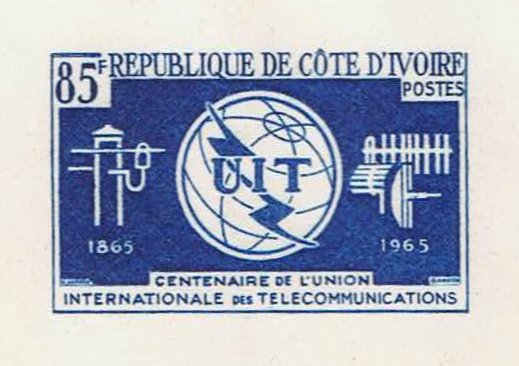 85F REPUBLIQUE DE CÔTE D'IVOIRE
POSTES
UIT
1865 1965
CENTENAIRE DE L'UNION
INTERNATIONALE DES TELECOMMUNICATIONS